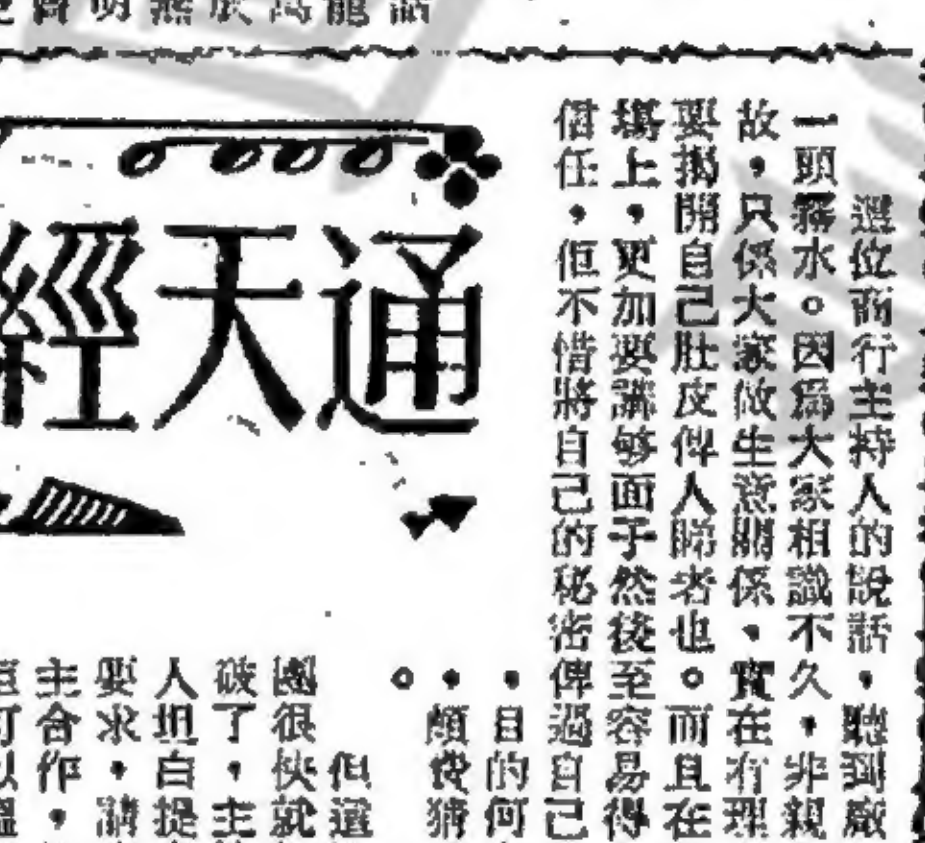 通天經
這位商行主持人的說話，聽到廠
一頭霧水。因爲大家相識不久，非親
故，只係大家做生意關係，實在有理
要揭開自己肚皮俾人睇者也。而且在
場上，更加要講够面子然後至容易得
信任，但不惜將自己的秘密俾過自己
，目的何
，頗費猜
。
但這
團很快就
破了，主
人坦白提
要求，請
主合作，